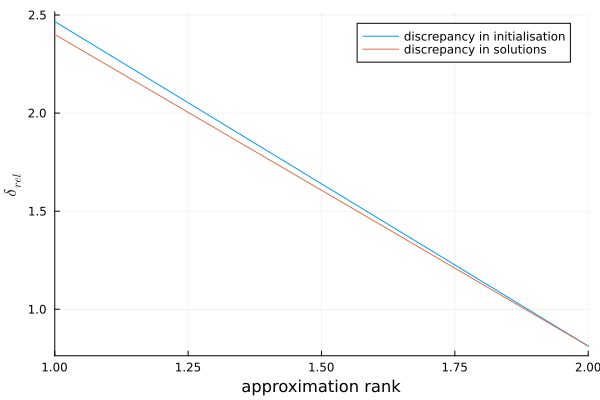 2.5
2.0
1.5
1.0
δ_rel
discrepancy in initialisation
discrepancy in solutions
1.00 1.25 1.50 1.75 2.00
approximation rank